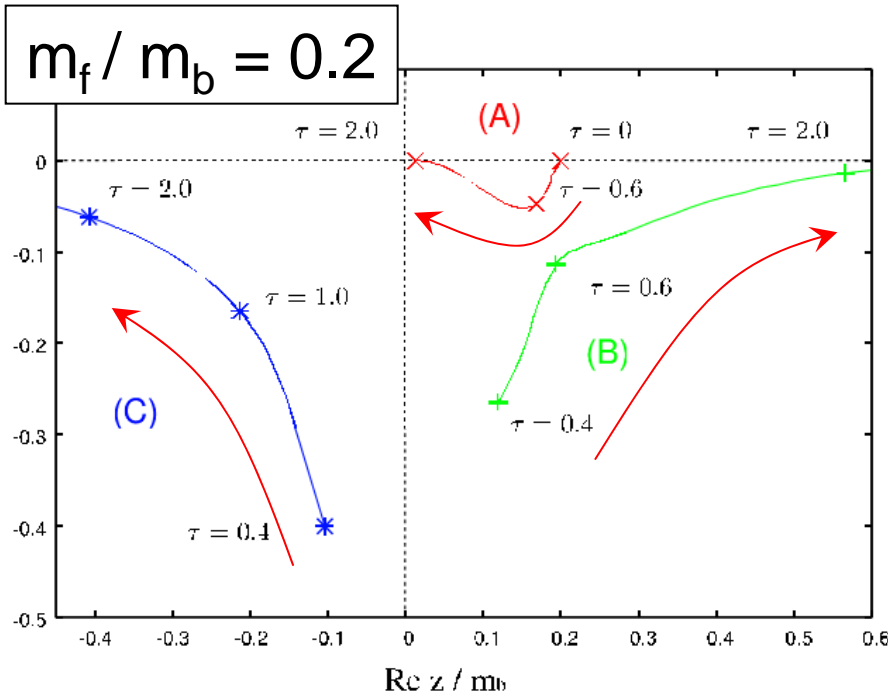 m_f / m_b = 0.2
(A)
τ = 2.0
τ = 0
τ = 2.0
0
τ = 2.0
τ = 0.6
-0.1
τ = 1.0
τ = 0.6
-0.2
(B)
(C)
τ = 0.4
-0.3
τ = 0.4
-0.4
-0.5
-0.4 -0.3 -0.2 -0.1 0 0.1 0.2 0.3 0.4 0.5 0.6
Re z / m_b